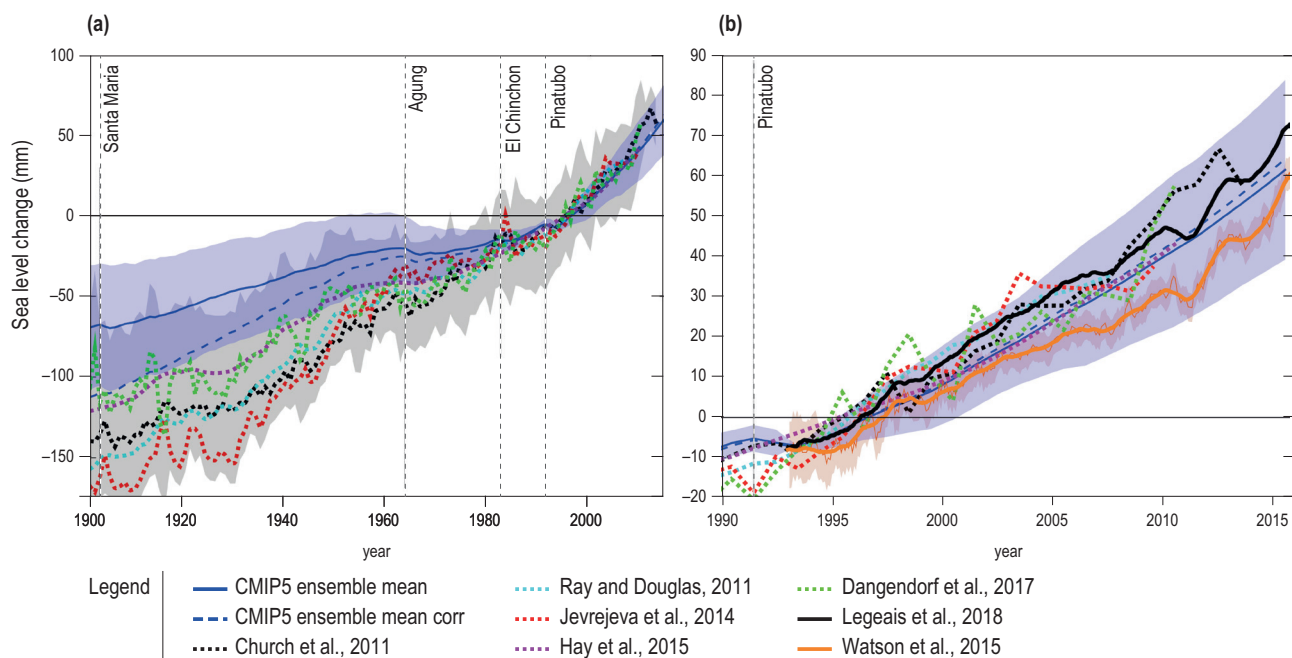 (a)
(b)
Sea level change (mm)
100
50
0
−50
−100
−150
Santa Maria
Agung
El Chinchon
Pinatubo
1900
1920
1940
1960
1980
2000
year
90
80
70
60
50
40
30
20
10
0
−10
−20
Pinatubo
1990
1995
2000
2005
2010
2015
year
Legend
CMIP5 ensemble mean
CMIP5 ensemble mean corr
Church et al., 2011
Ray and Douglas, 2011
Jevrejeva et al., 2014
Hay et al., 2015
Dangendorf et al., 2017
Legeais et al., 2018
Watson et al., 2015